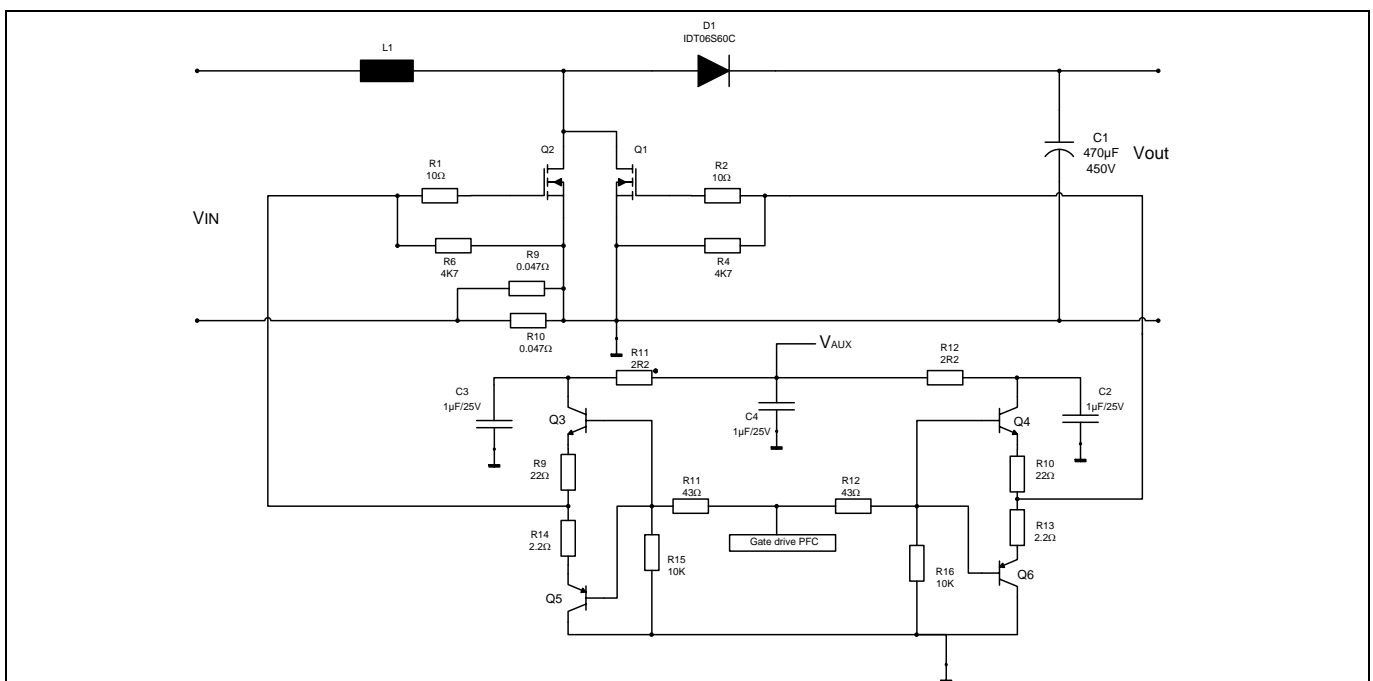 D1
IDT06S60C
L1
C1
470µF
450V
Vout
Q2
Q1
R1
10Ω
R2
10Ω
VIN
R6
4K7
R9
0.047Ω
R4
4K7
R10
0.047Ω
R11
2R2
VAUX
R12
2R2
C3
1µF/25V
C4
1µF/25V
C2
1µF/25V
Q3
Q4
R9
22Ω
R10
22Ω
R11
43Ω
R12
43Ω
R14
2.2Ω
R13
2.2Ω
Gate drive PFC
R15
10K
R16
10K
Q5
Q6